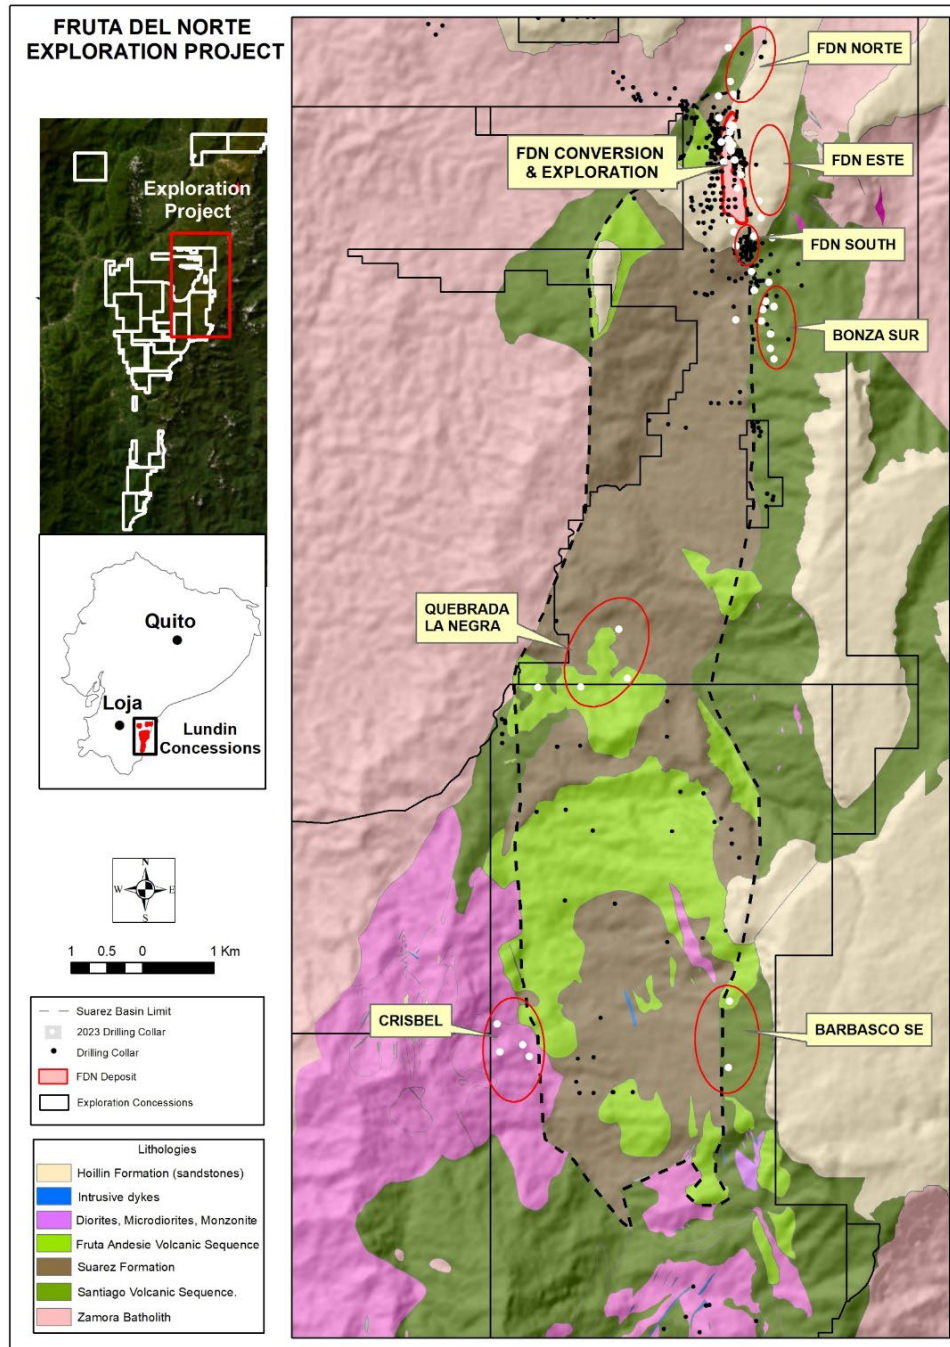 FRUTA DEL NORTE
EXPLORATION PROJECT
Exploration
Project
Quito
Loja
Lundin
Concessions
N
W
E
S
1 0.5 0 1 Km
Suarez Basin Limit
2023 Drilling Collar
Drilling Collar
FDN Deposit
Exploration Concessions
Lithologies
Hoillin Formation (sandstones)
Intrusive dykes
Diorites, Microdiorites, Monzonite
Fruta Andesie Volcanic Sequence
Suarez Formation
Santiago Volcanic Sequence.
Zamora Batholith
FDN NORTE
FDN CONVERSION
& EXPLORATION
FDN ESTE
FDN SOUTH
BONZA SUR
QUEBRADA
LA NEGRA
CRISBEL
BARBASCO SE